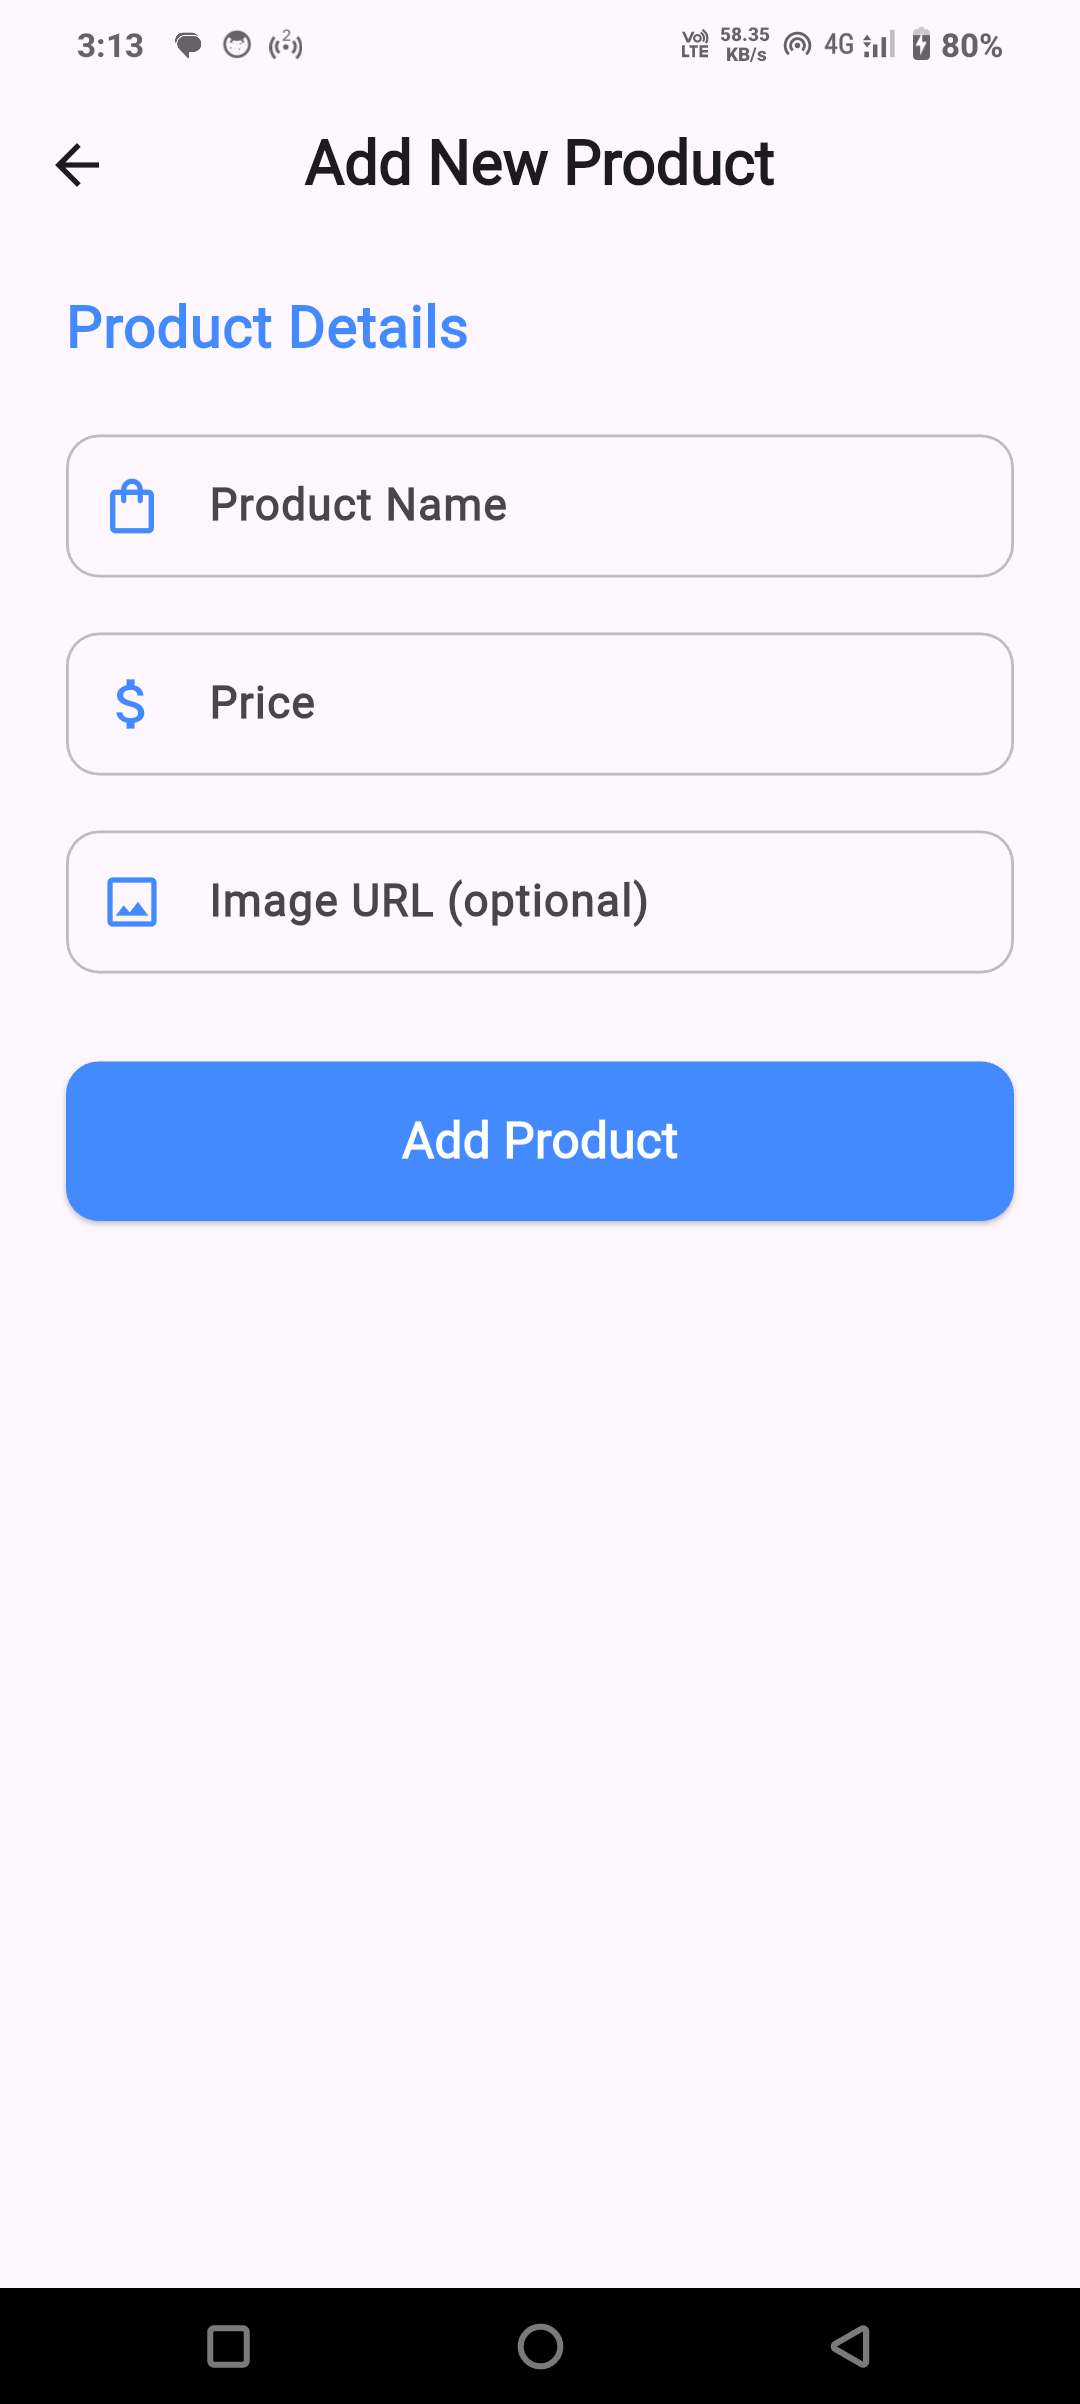 3:13 2 Vo) LTE 58.35 KB/s 4G 80%
Add New Product
Product Details
Product Name
$ Price
Image URL (optional)
Add Product